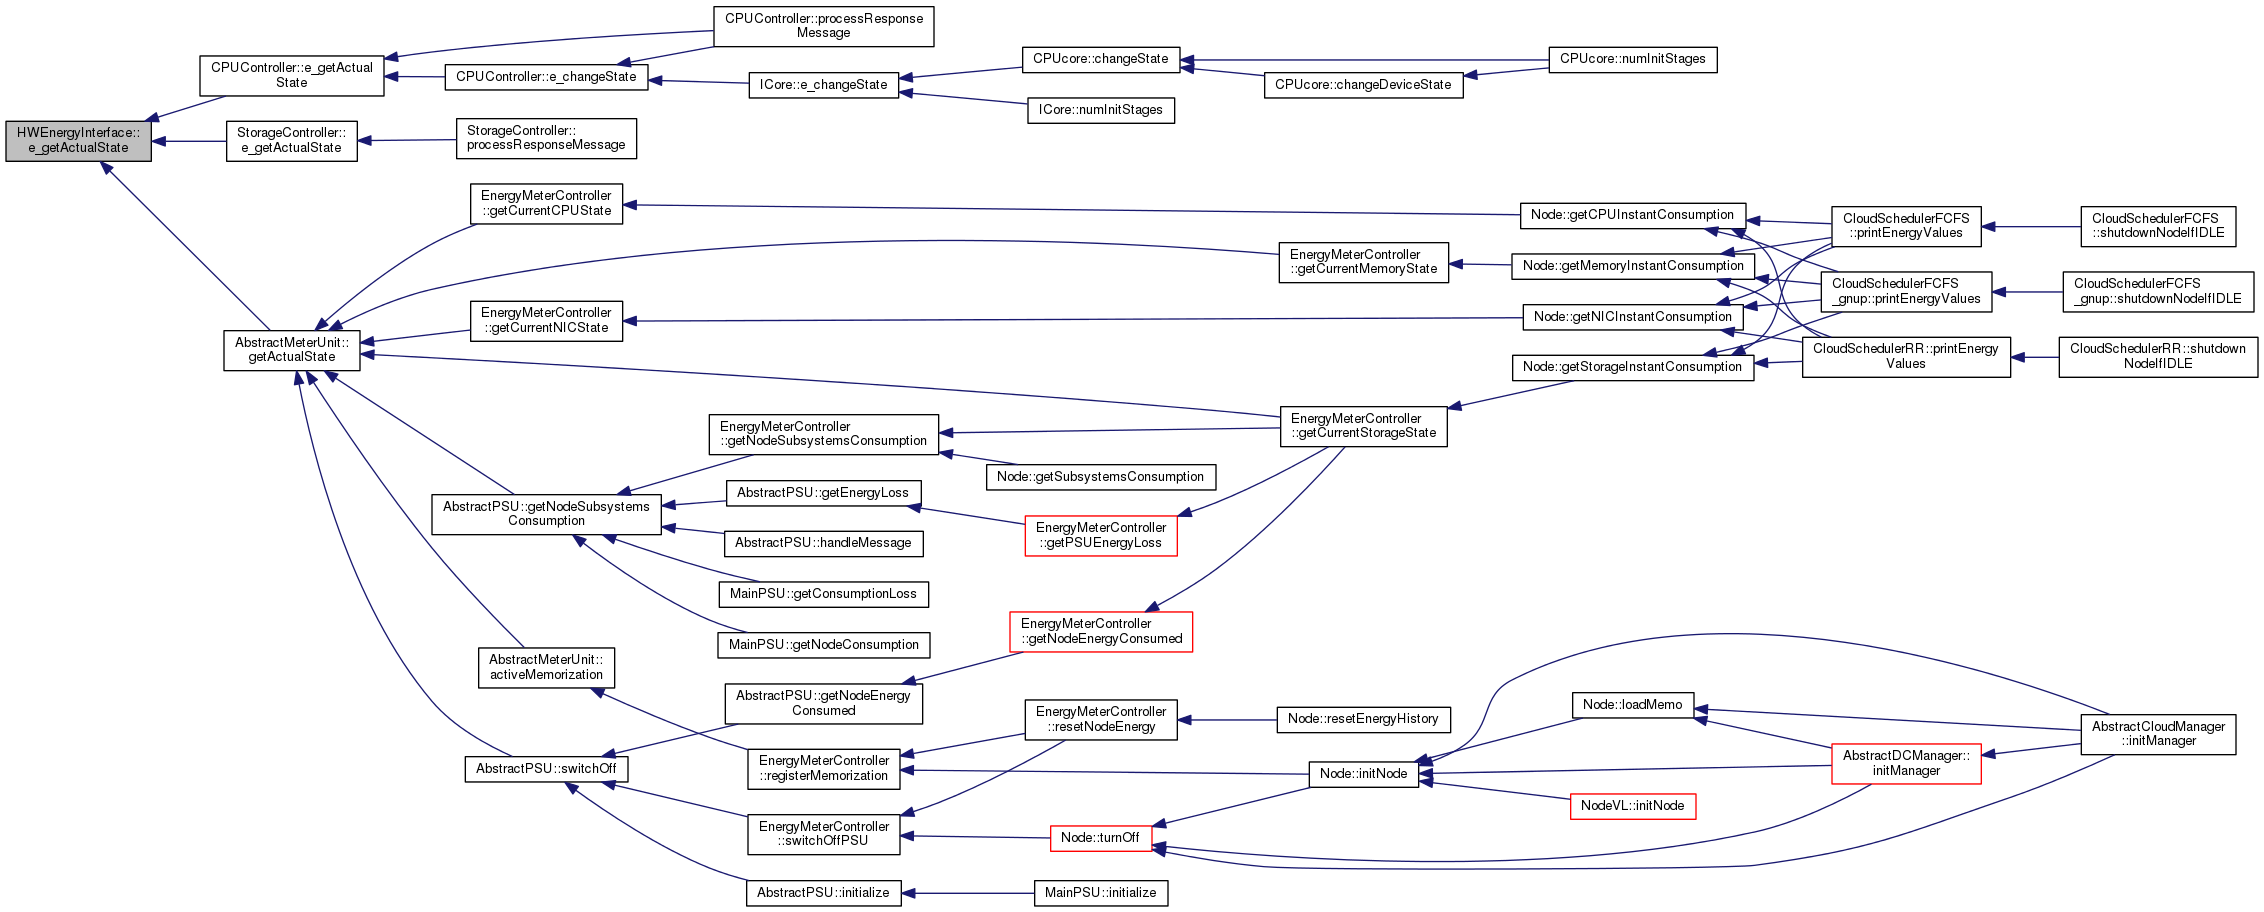 HWEnergyInterface::
e_getActualState
CPUController::e_getActual
State
StorageController::
e_getActualState
AbstractMeterUnit::
getActualState
CPUController::processResponse
Message
CPUController::e_changeState
ICore::e_changeState
CPUcore::changeState
CPUcore::numInitStages
CPUcore::changeDeviceState
ICore::numInitStages
StorageController::
processResponseMessage
EnergyMeterController
::getCurrentCPUState
EnergyMeterController
::getCurrentMemoryState
EnergyMeterController
::getCurrentNICState
EnergyMeterController
::getCurrentStorageState
Node::getCPUInstantConsumption
Node::getMemoryInstantConsumption
Node::getNICInstantConsumption
Node::getStorageInstantConsumption
CloudSchedulerFCFS
::printEnergyValues
CloudSchedulerFCFS
_gnup::printEnergyValues
CloudSchedulerRR::printEnergy
Values
CloudSchedulerFCFS
::shutdownNodeIfIDLE
CloudSchedulerFCFS
_gnup::shutdownNodeIfIDLE
CloudSchedulerRR::shutdown
NodeIfIDLE
AbstractPSU::getNodeSubsystems
Consumption
EnergyMeterController
::getNodeSubsystemsConsumption
Node::getSubsystemsConsumption
AbstractPSU::getEnergyLoss
EnergyMeterController
::getPSUEnergyLoss
AbstractPSU::handleMessage
MainPSU::getConsumptionLoss
MainPSU::getNodeConsumption
EnergyMeterController
::getNodeEnergyConsumed
AbstractMeterUnit::
activeMemorization
AbstractPSU::switchOff
AbstractPSU::getNodeEnergy
Consumed
EnergyMeterController
::registerMemorization
EnergyMeterController
::switchOffPSU
AbstractPSU::initialize
MainPSU::initialize
EnergyMeterController
::resetNodeEnergy
Node::resetEnergyHistory
Node::turnOff
Node::initNode
Node::loadMemo
NodeVL::initNode
AbstractDCManager::
initManager
AbstractCloudManager
::initManager